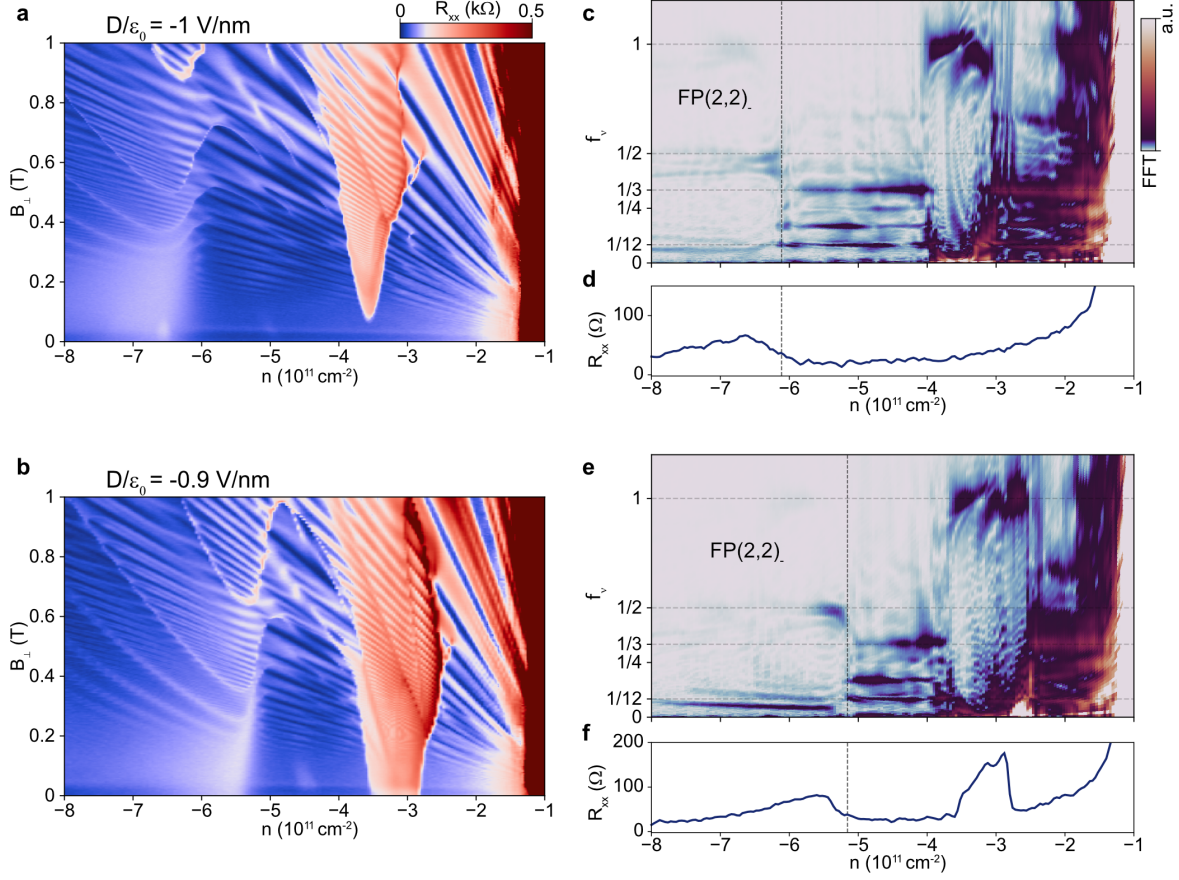 a
D/ε₀ = -1 V/nm
0 Rₓₓ (kΩ) 0.5
B⊥ (T)
1
0.8
0.6
0.4
0.2
0
−8 −7 −6 −5 −4 −3 −2 −1
n (10¹¹ cm⁻²)
b
D/ε₀ = -0.9 V/nm
B⊥ (T)
1
0.8
0.6
0.4
0.2
0
−8 −7 −6 −5 −4 −3 −2 −1
n (10¹¹ cm⁻²)
c
fᵥ
1
1/2
1/3
1/4
1/12
0
FP(2,2)₋
a.u.
FFT
d
Rₓₓ (Ω)
100
0
−8 −7 −6 −5 −4 −3 −2 −1
n (10¹¹ cm⁻²)
e
fᵥ
1
1/2
1/3
1/4
1/12
0
FP(2,2)₋
f
Rₓₓ (Ω)
200
100
0
−8 −7 −6 −5 −4 −3 −2 −1
n (10¹¹ cm⁻²)